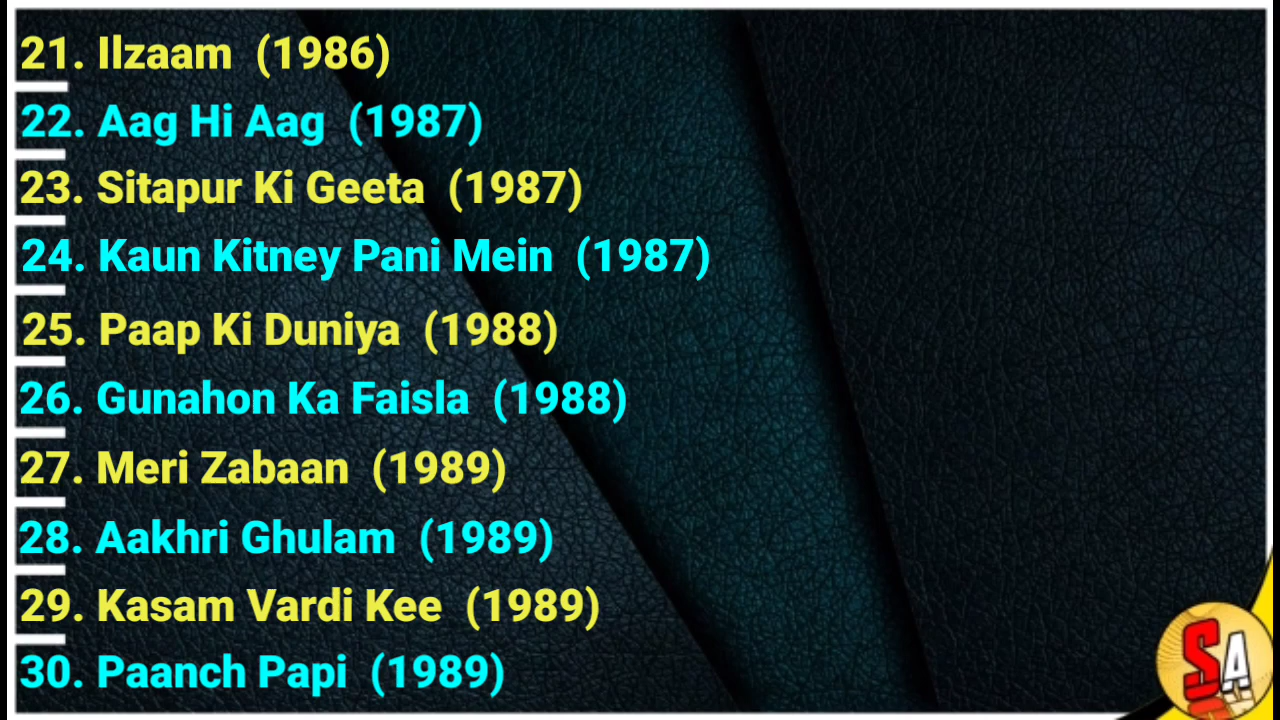 21. Ilzaam (1986)
22. Aag Hi Aag (1987)
23. Sitapur Ki Geeta (1987)
24. Kaun Kitney Pani Mein (1987)
25. Paap Ki Duniya (1988)
26. Gunahon Ka Faisla (1988)
27. Meri Zabaan (1989)
28. Aakhri Ghulam (1989)
29. Kasam Vardi Kee (1989)
30. Paanch Papi (1989)
SA